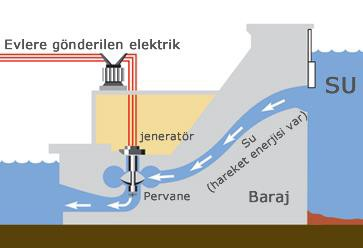 Evlere gönderilen elektrik
SU
jeneratör
Su
(hareket enerjisi var)
Pervane
Baraj